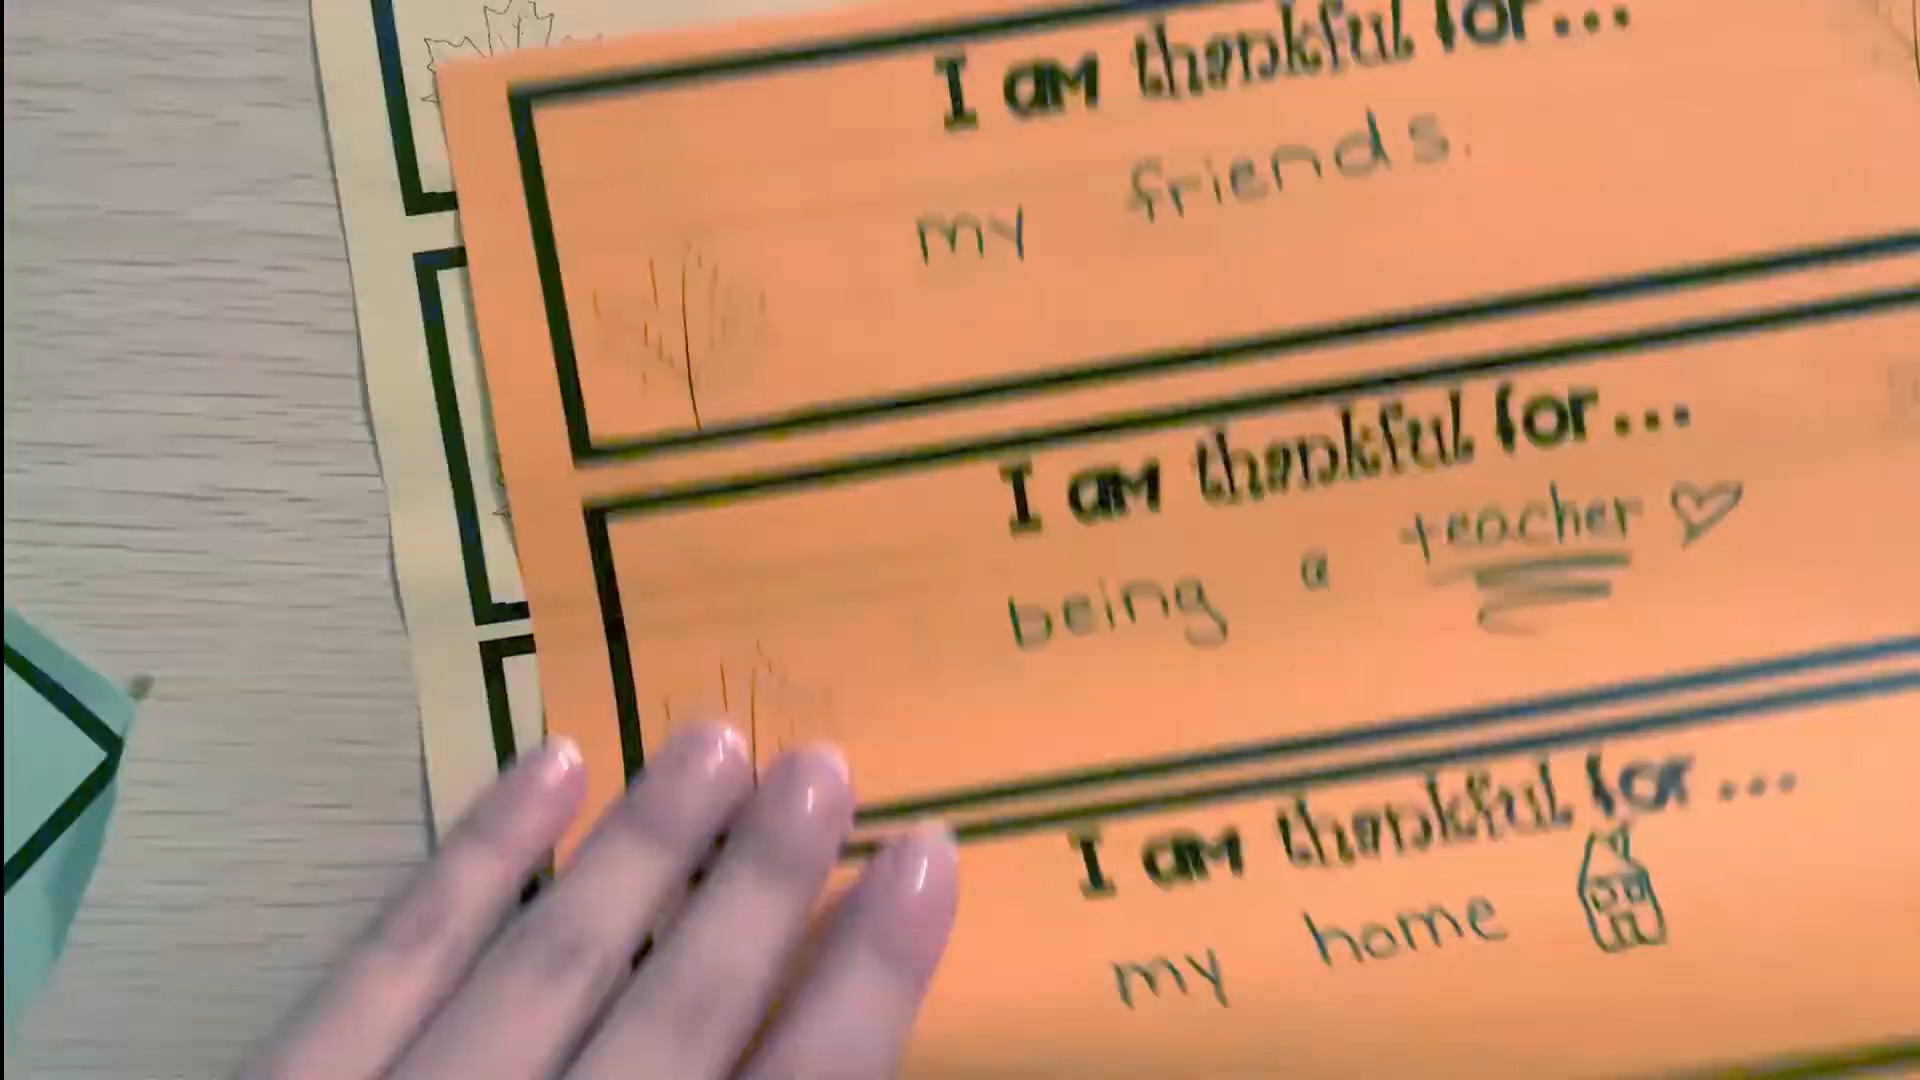 I am thankful for...
my friends.
I am thankful for...
being a teacher
I am thankful for...
my home